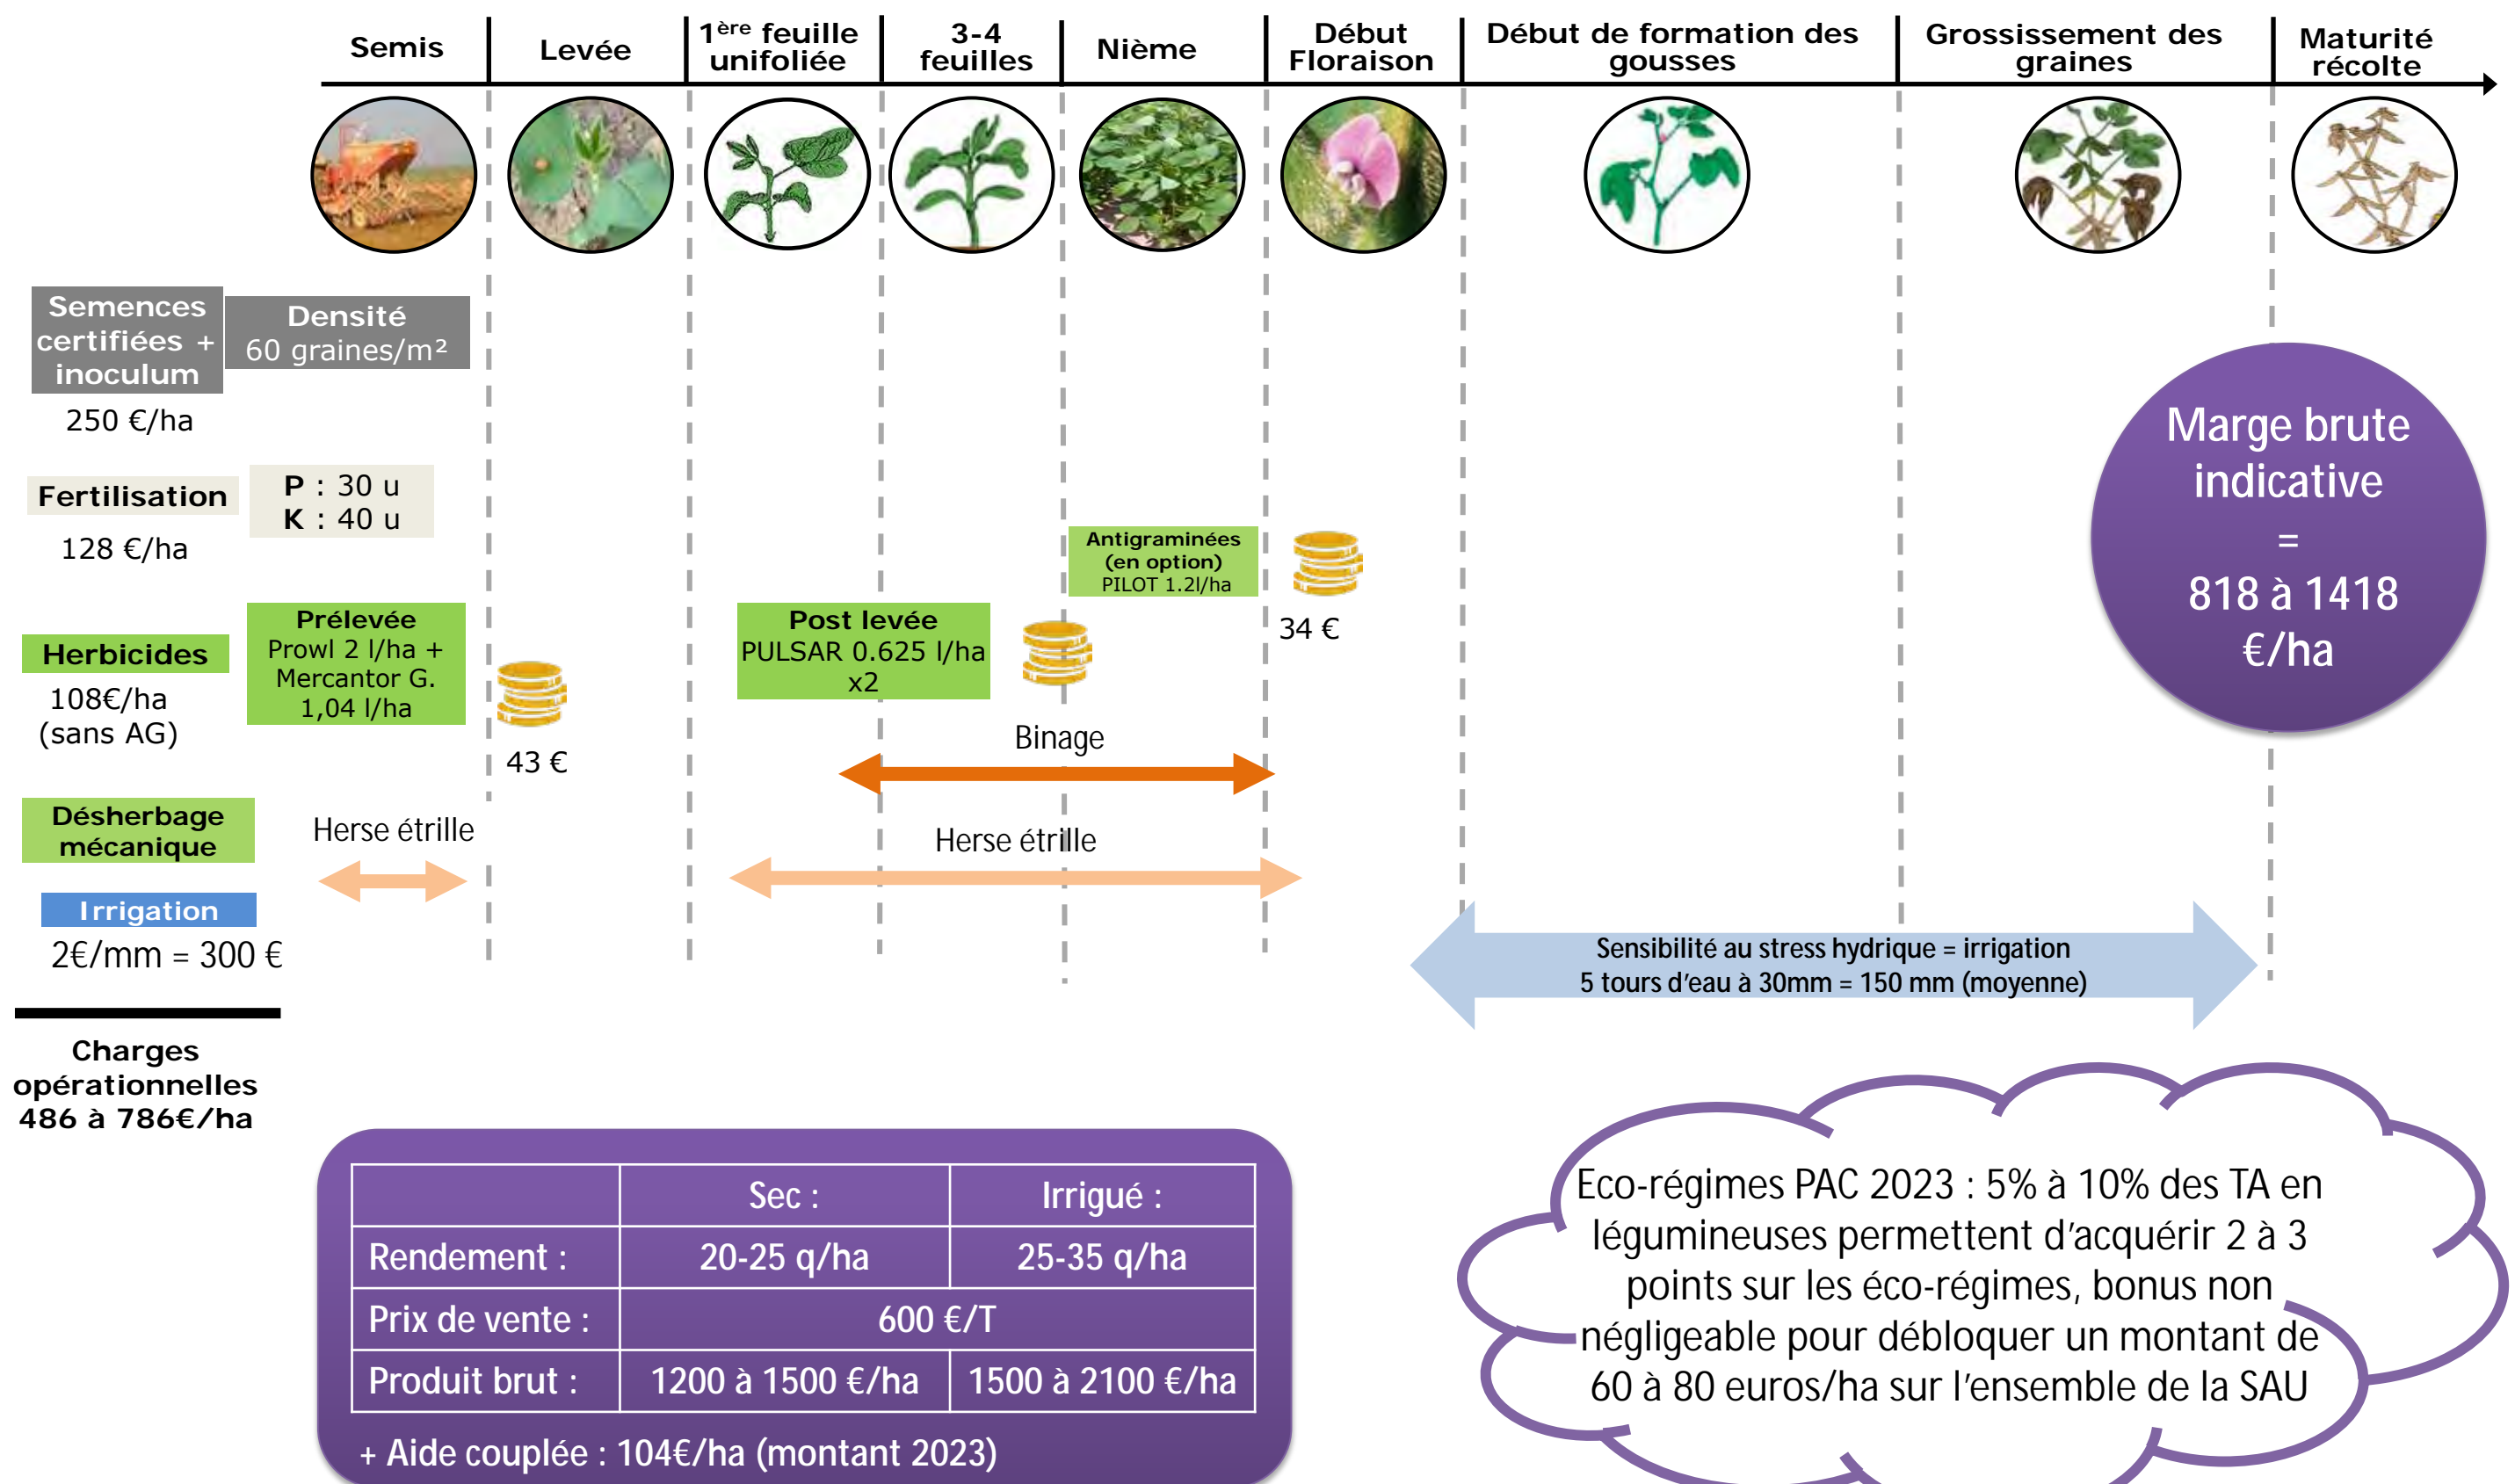 Semis
Levée
1ère feuille
unifoliée
3-4
feuilles
Nième
Début
Floraison
Début de formation des
gousses
Grossissement des
graines
Maturité
récolte
Semences
certifiées +
inoculum
Densité
60 graines/m²
250 €/ha
Fertilisation
P : 30 u
K : 40 u
128 €/ha
Antigraminées
(en option)
PILOT 1.2l/ha
34 €
Herbicides
108€/ha
(sans AG)
Prélevée
Prowl 2 l/ha +
Mercantor G.
1,04 l/ha
43 €
Post levée
PULSAR 0.625 l/ha
x2
Binage
Désherbage
mécanique
Herse étrille
Herse étrille
Irrigation
2€/mm = 300 €
Sensibilité au stress hydrique = irrigation
5 tours d'eau à 30mm = 150 mm (moyenne)
Marge brute
indicative
=
818 à 1418
€/ha
Charges
opérationnelles
486 à 786€/ha
Sec : Irrigué :
Rendement : 20-25 q/ha 25-35 q/ha
Prix de vente : 600 €/T
Produit brut : 1200 à 1500 €/ha 1500 à 2100 €/ha
+ Aide couplée : 104€/ha (montant 2023)
Eco-régimes PAC 2023 : 5% à 10% des TA en
légumineuses permettent d'acquérir 2 à 3
points sur les éco-régimes, bonus non
négligeable pour débloquer un montant de
60 à 80 euros/ha sur l'ensemble de la SAU